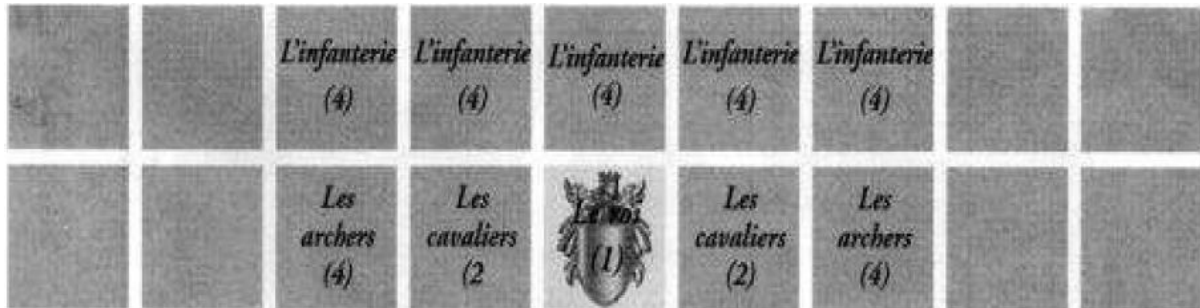 L'infanterie L'infanterie L'infanterie L'infanterie L'infanterie
(4) (4) (4) (4) (4)
Les Les Les Les
archers cavaliers Le roi cavaliers archers
(4) (2 (1) (2) (4)